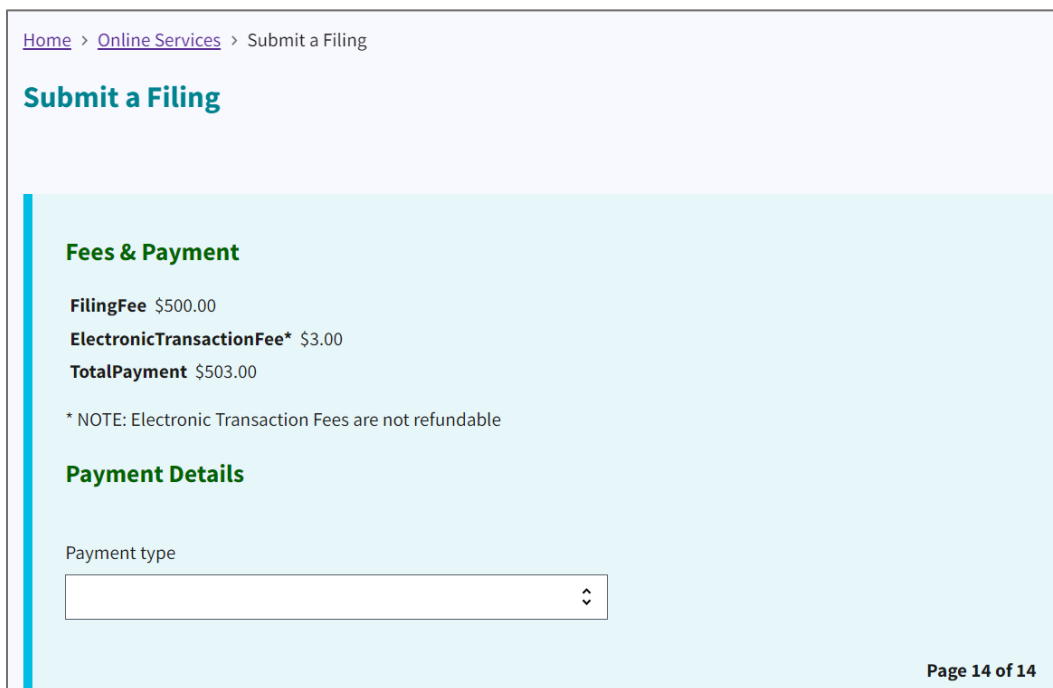 Home > Online Services > Submit a Filing
Submit a Filing
Fees & Payment
FilingFee $500.00
ElectronicTransactionFee* $3.00
TotalPayment $503.00
* NOTE: Electronic Transaction Fees are not refundable
Payment Details
Payment type
Page 14 of 14